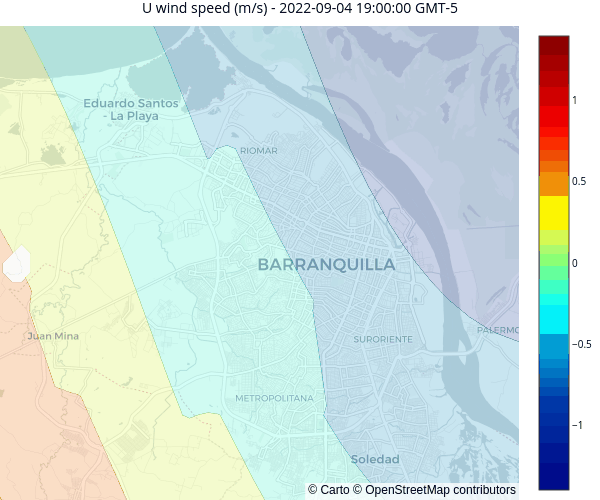 U wind speed (m/s) - 2022-09-04 19:00:00 GMT-5
Eduardo Santos
- La Playa
RIOMAR
BARRANQUILLA
Juan Mina
SURORIENTE
PALERMO
METROPOLITANA
Soledad
© Carto © OpenStreetMap contributors
1
0.5
0
−0.5
−1